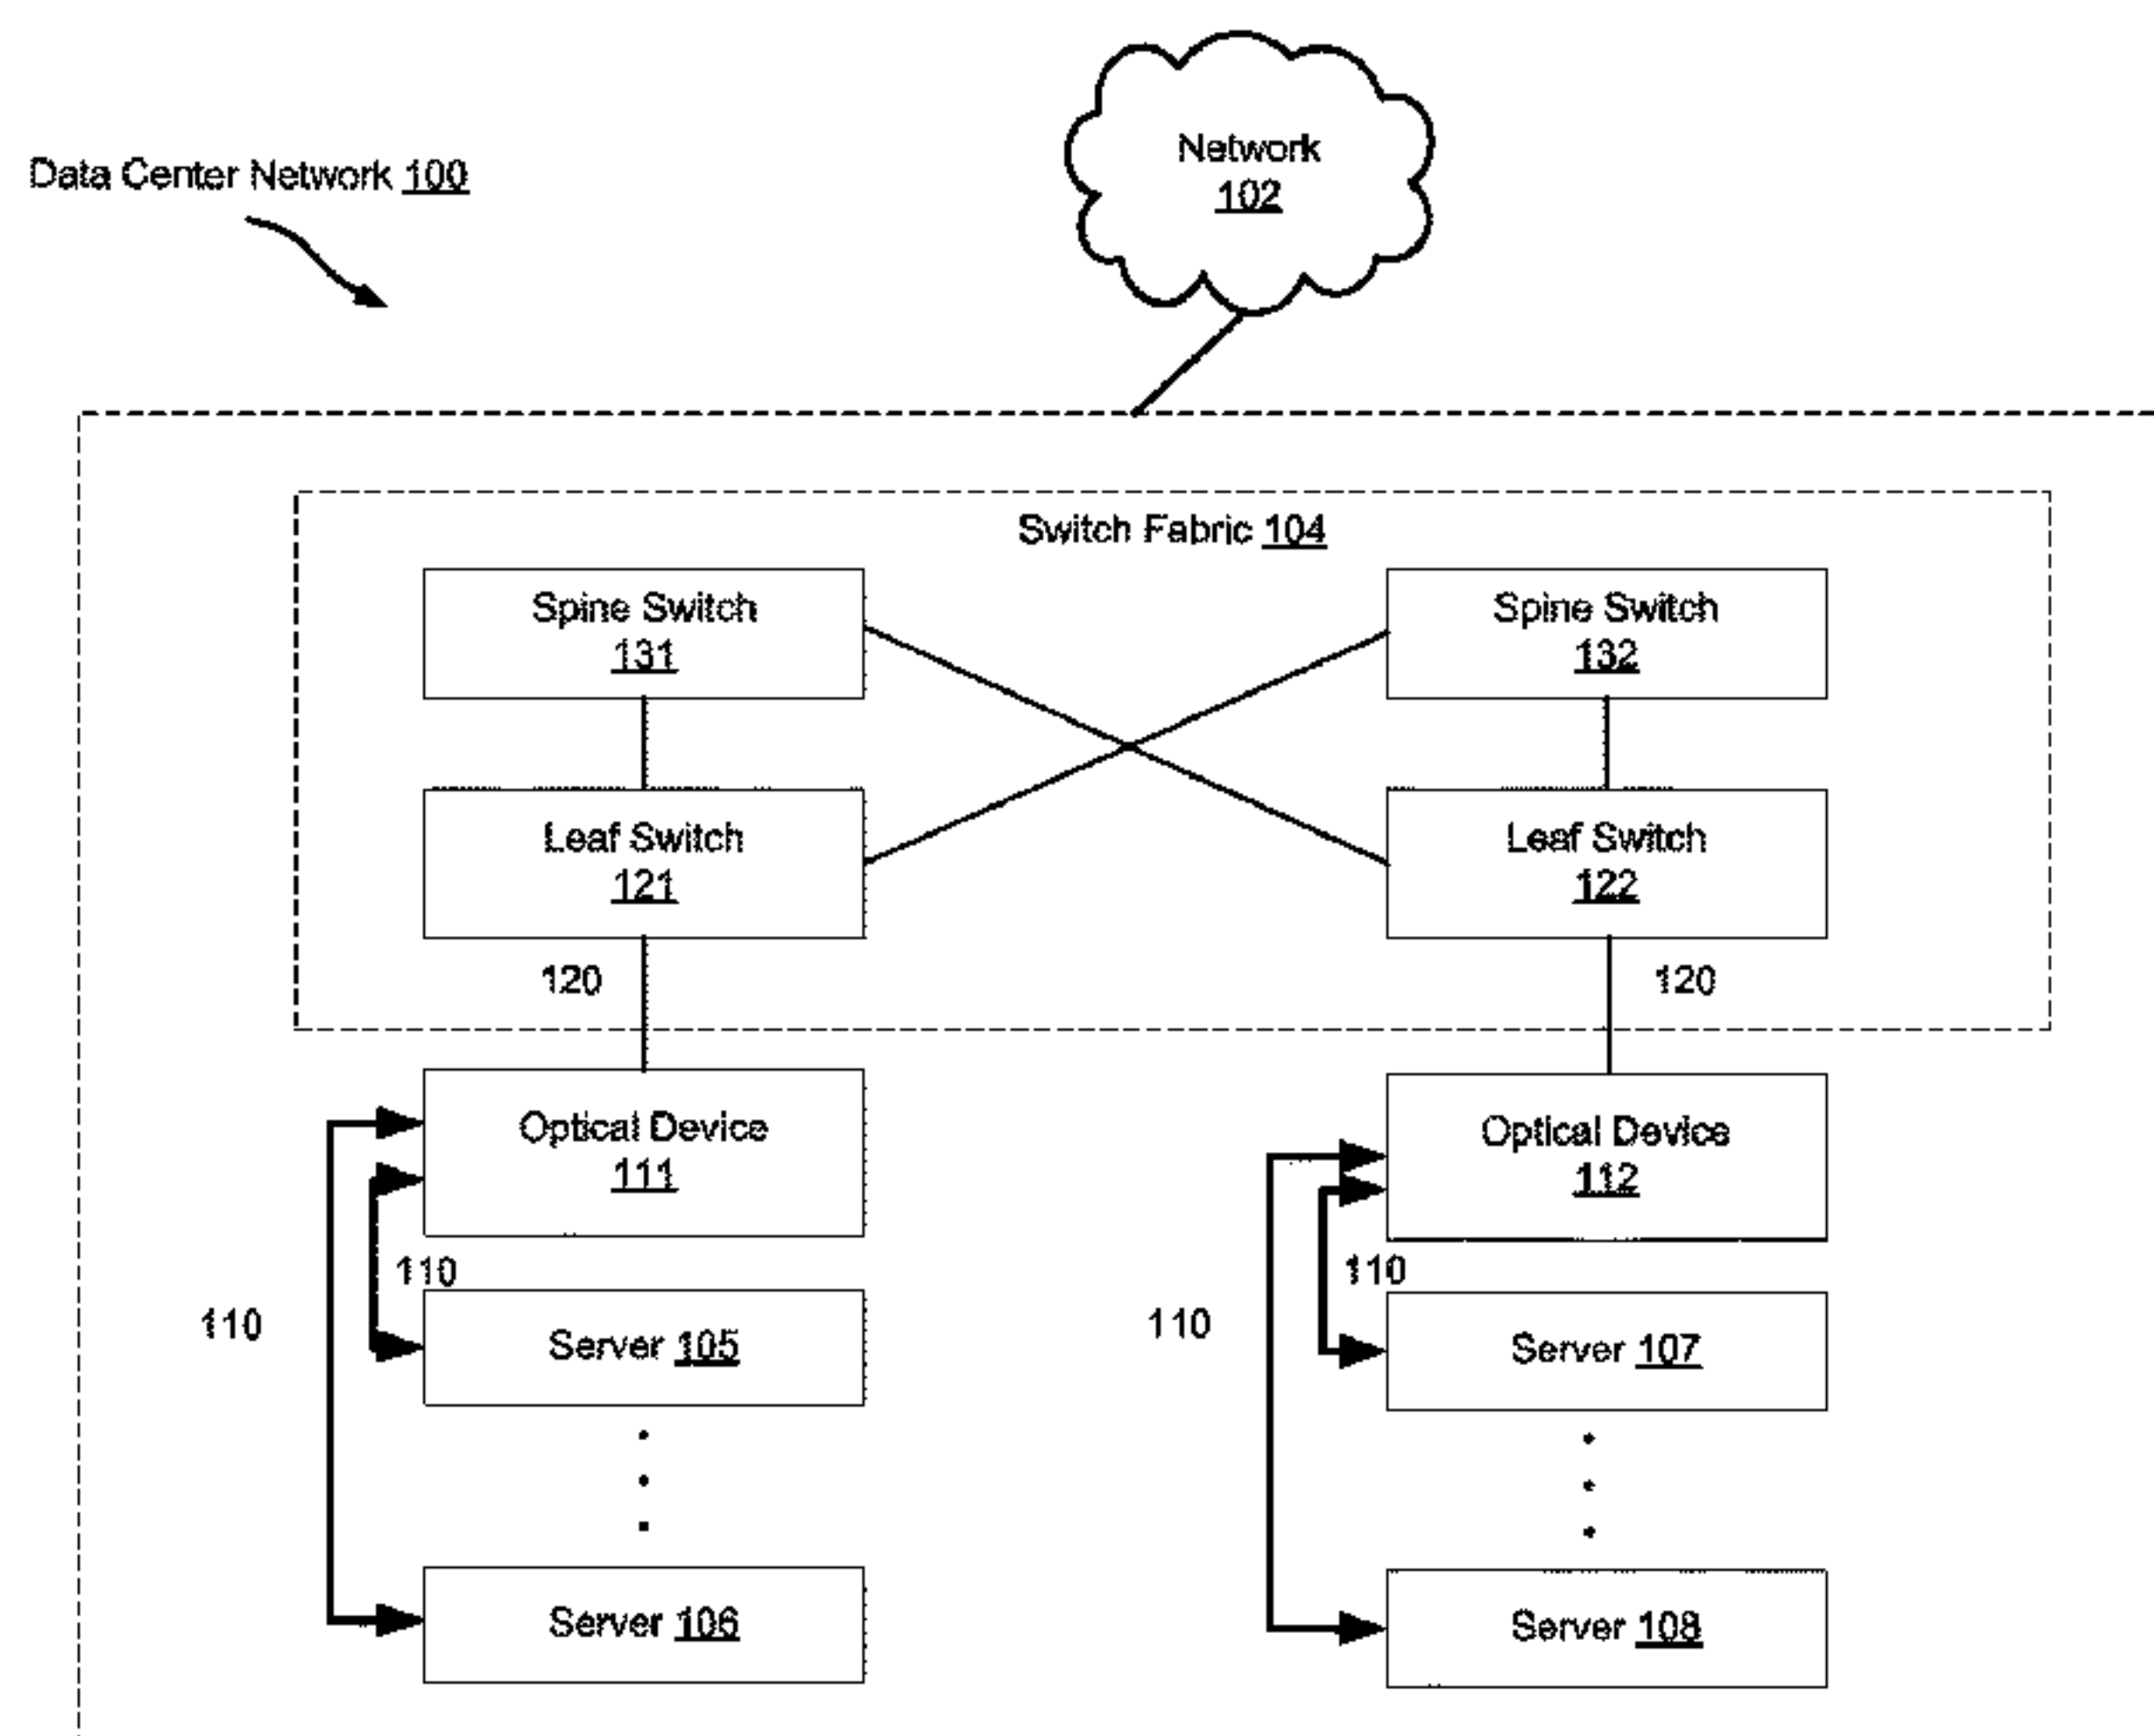 Network
102
Data Center Network 100
Switch Fabric 104
Spine Switch
131
Spine Switch
132
Leaf Switch
121
Leaf Switch
122
120
120
Optical Device
111
Optical Device
112
110
110
110
110
Server 105
Server 107
Server 106
Server 108